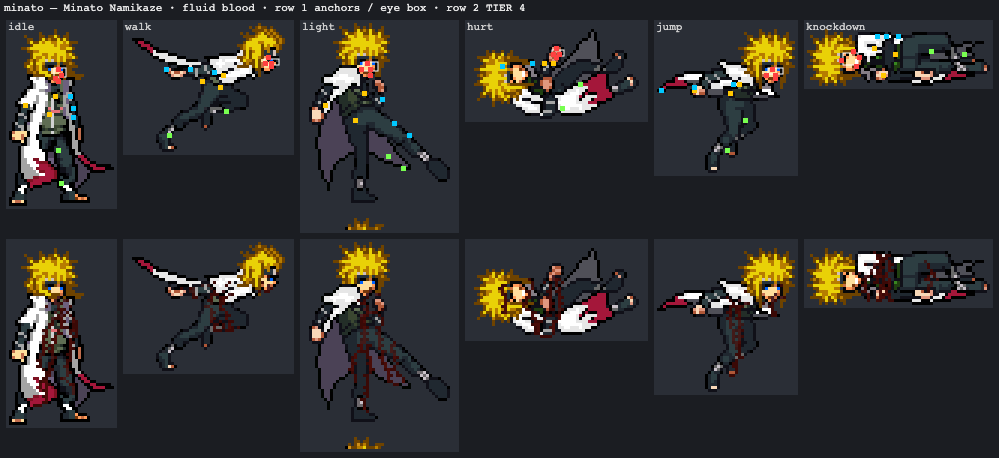 minato — Minato Namikaze · fluid blood · row 1 anchors / eye box · row 2 TIER 4
idle walk light hurt jump knockdown